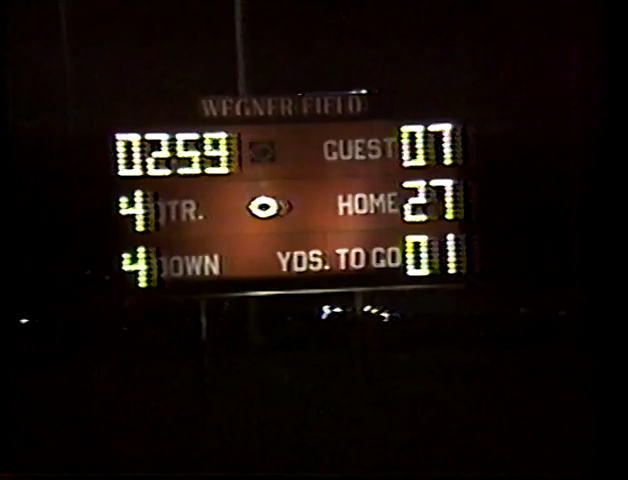 WEGNER FIELD
0259 GUEST 07
4 QTR. HOME 27
4 DOWN YDS. TO GO 01